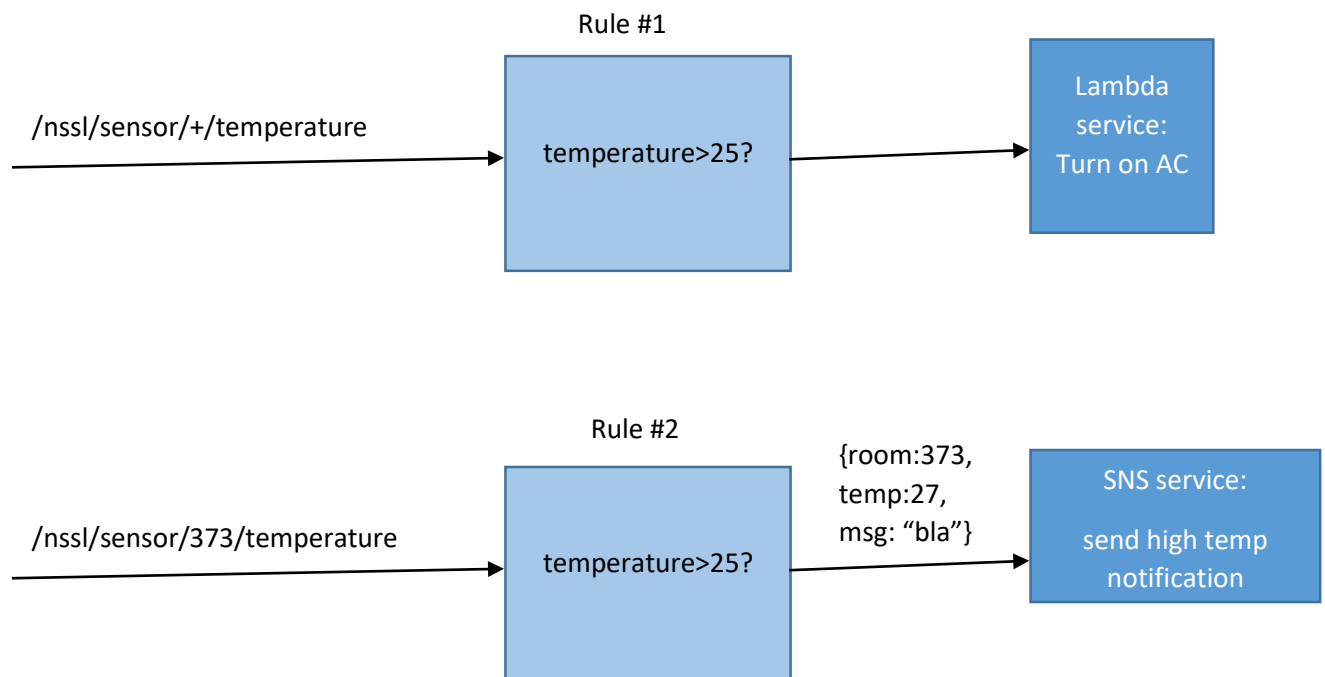 Rule #1
/nssl/sensor/+/temperature
temperature>25?
Lambda
service:
Turn on AC
Rule #2
/nssl/sensor/373/temperature
temperature>25?
{room:373,
temp:27,
msg: “bla”}
SNS service:
send high temp
notification